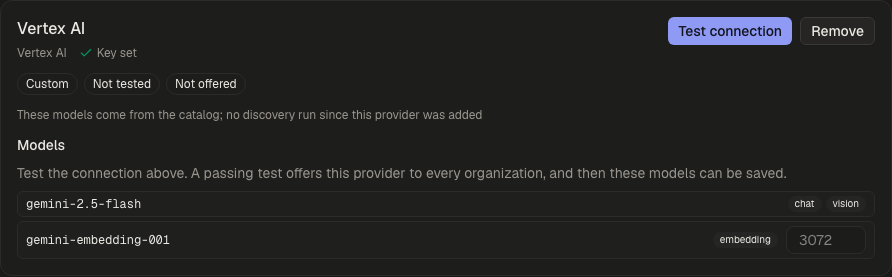 Vertex AI
Test connection
Remove
Vertex AI
Key set
Custom
Not tested
Not offered
These models come from the catalog; no discovery run since this provider was added
Models
Test the connection above. A passing test offers this provider to every organization, and then these models can be saved.
gemini-2.5-flash
chat
vision
gemini-embedding-001
embedding
3072